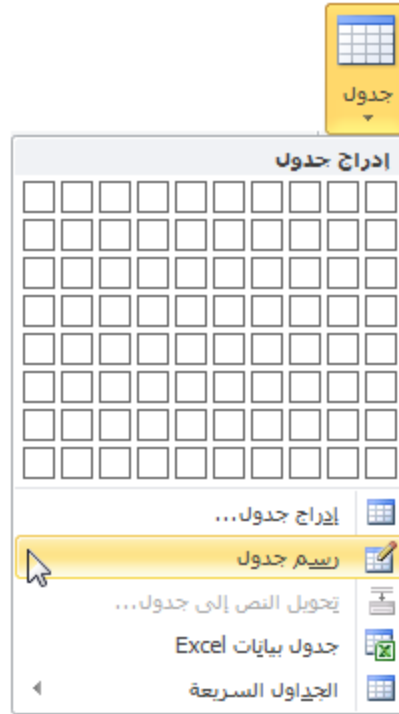 جدول
إدراج جدول
إدراج جدول...
رسم جدول
تحويل النص إلى جدول...
جدول بيانات Excel
الجداول السريعة